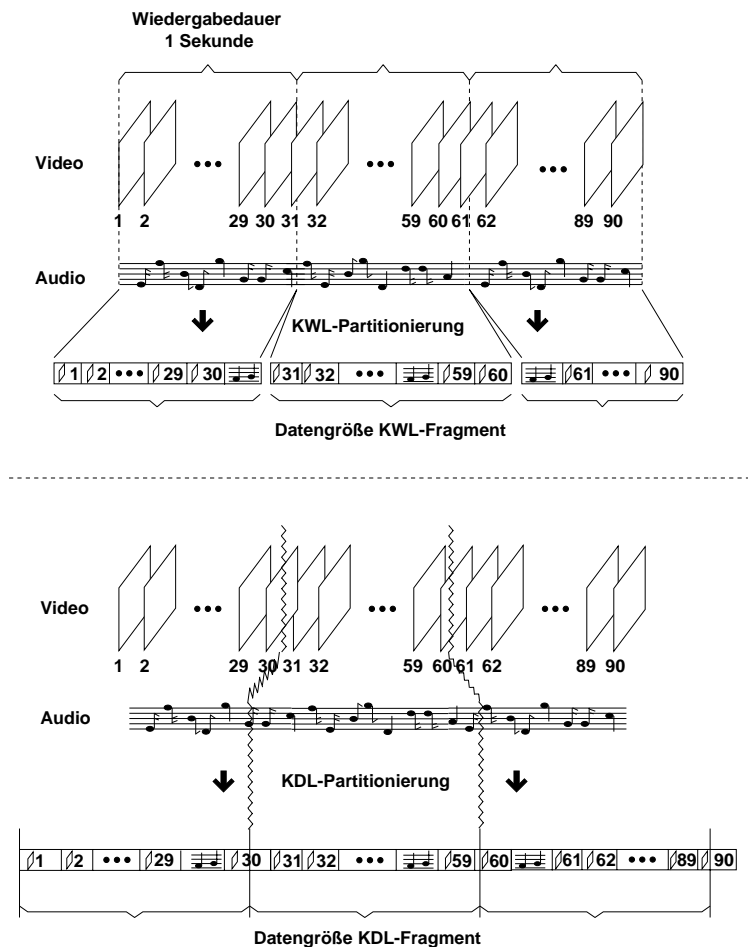 Wiedergabedauer
1 Sekunde
Video
1 2 29 30 31 32 59 60 61 62 89 90
Audio
KWL-Partitionierung
1 2 29 30 31 32 59 60 61 90
Datengröße KWL-Fragment
Video
1 2 29 30 31 32 59 60 61 62 89 90
Audio
KDL-Partitionierung
1 2 29 30 31 32 59 60 61 62 89 90
Datengröße KDL-Fragment